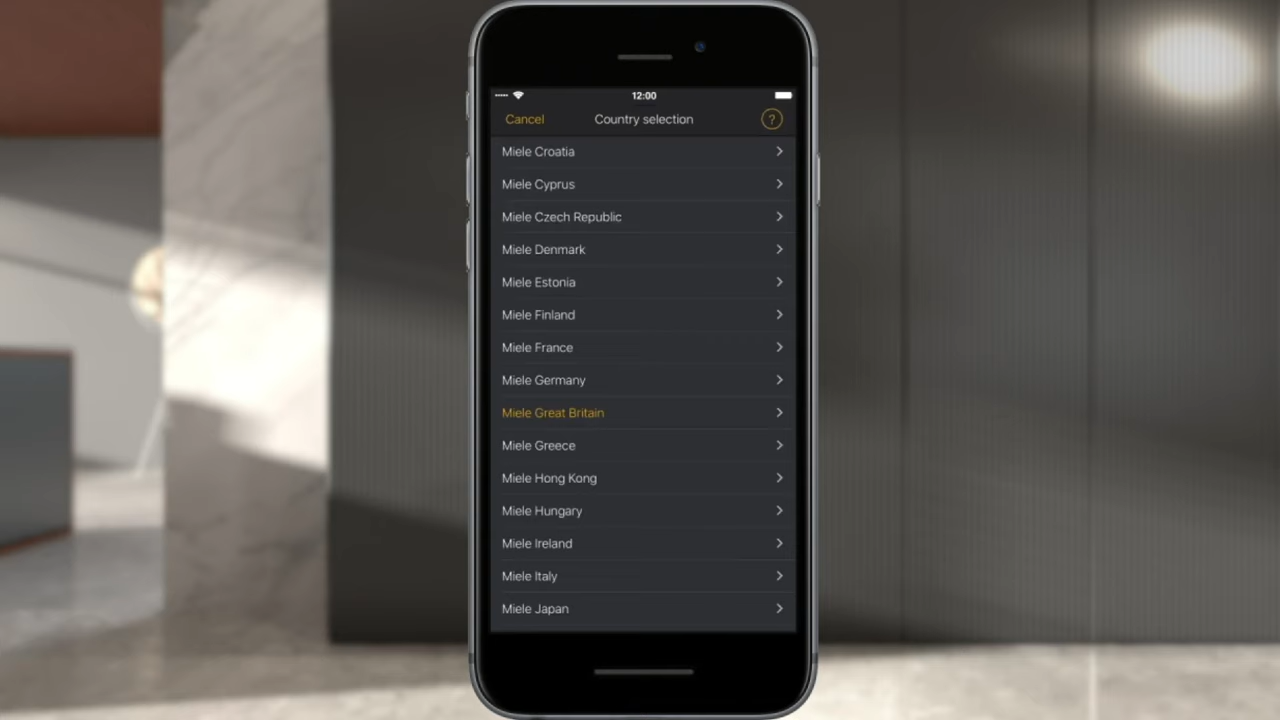 12:00
Cancel Country selection ?
Miele Croatia
Miele Cyprus
Miele Czech Republic
Miele Denmark
Miele Estonia
Miele Finland
Miele France
Miele Germany
Miele Great Britain
Miele Greece
Miele Hong Kong
Miele Hungary
Miele Ireland
Miele Italy
Miele Japan